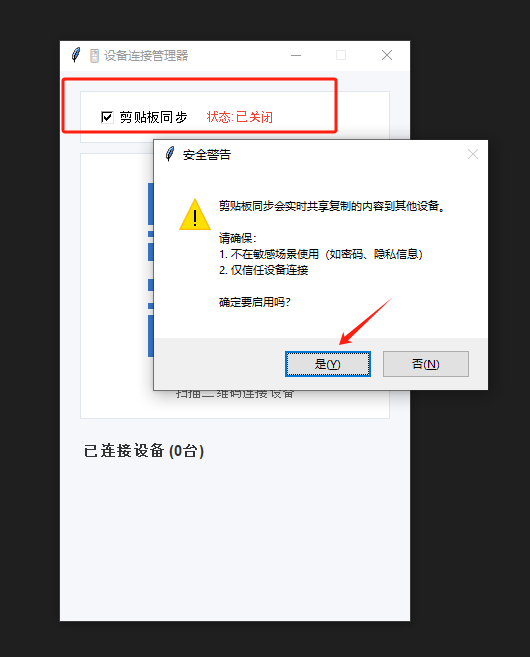 设备连接管理器
剪贴板同步 状态:已关闭
安全警告
剪贴板同步会实时共享复制的内容到其他设备。
请确保：
1. 不在敏感场景使用（如密码、隐私信息）
2. 仅信任设备连接
确定要启用吗？
是(Y) 否(N)
扫描二维码连接设备
已连接设备 (0台)